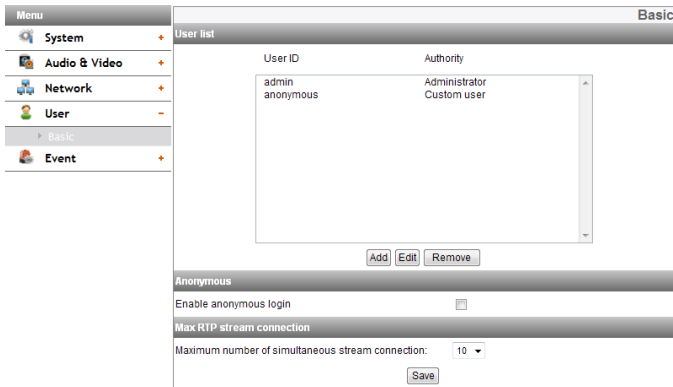 Menu
Basic
System +
Audio & Video +
Network +
User -
Basic
Event +
User list
User ID Authority
admin Administrator
anonymous Custom user
Add Edit Remove
Anonymous
Enable anonymous login
Max RTP stream connection
Maximum number of simultaneous stream connection: 10
Save